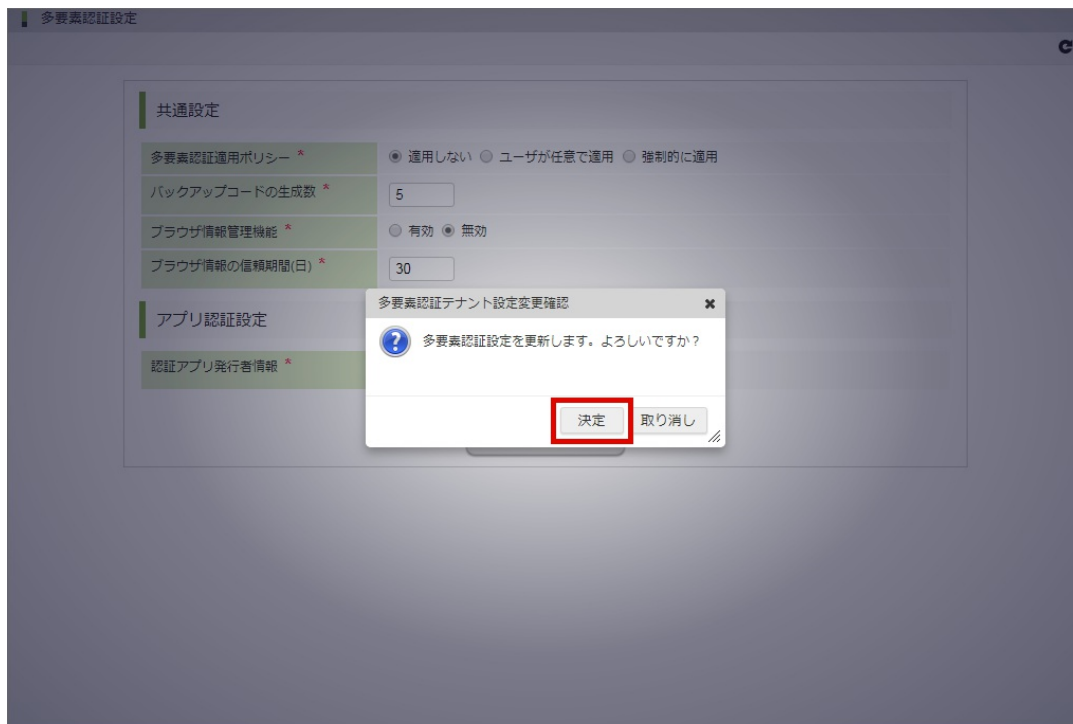 多要素認証設定
共通設定
多要素認証適用ポリシー *
適用しない ユーザが任意で適用 強制的に適用
バックアップコードの生成数 *
5
ブラウザ情報管理機能 *
有効 無効
ブラウザ情報の信頼期間(日) *
30
アプリ認証設定
認証アプリ発行者情報 *
多要素認証テナント設定変更確認
多要素認証設定を更新します。よろしいですか？
決定 取り消し